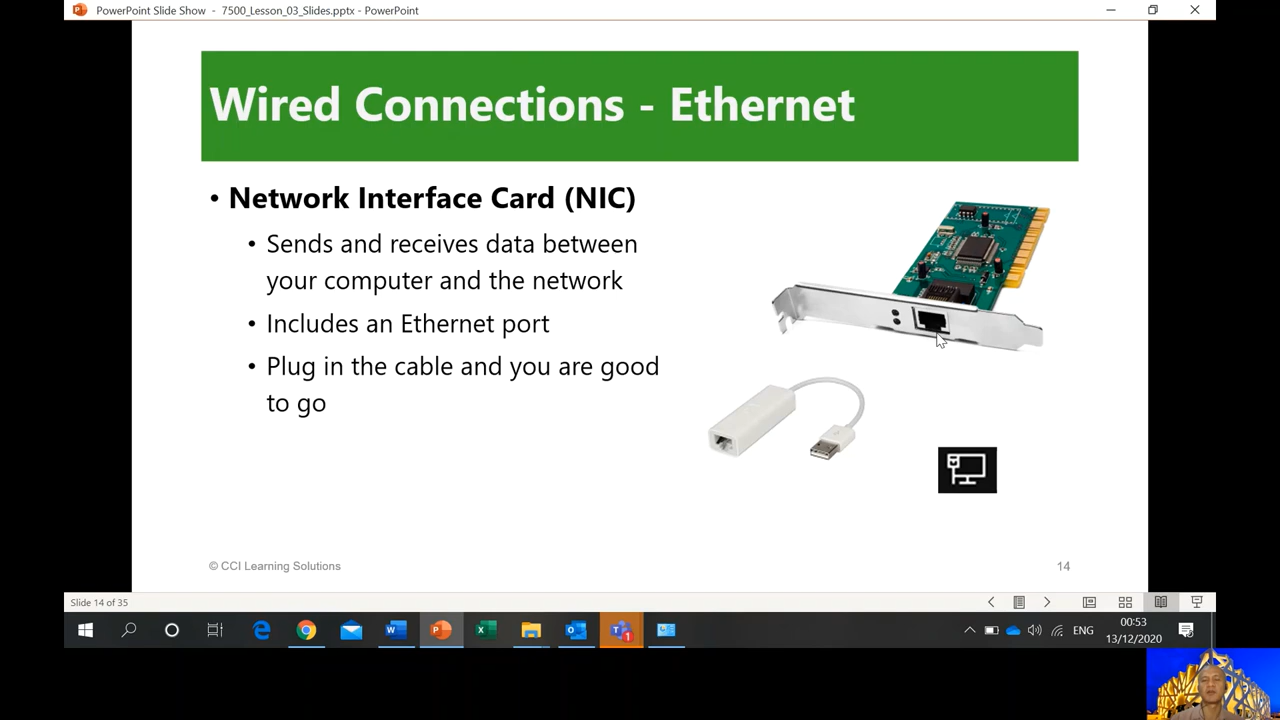 PowerPoint Slide Show - 7500_Lesson_03_Slides.pptx - PowerPoint
Wired Connections - Ethernet
• Network Interface Card (NIC)
• Sends and receives data between
your computer and the network
• Includes an Ethernet port
• Plug in the cable and you are good
to go
© CCI Learning Solutions
14
Slide 14 of 35
ENG
00:53
13/12/2020